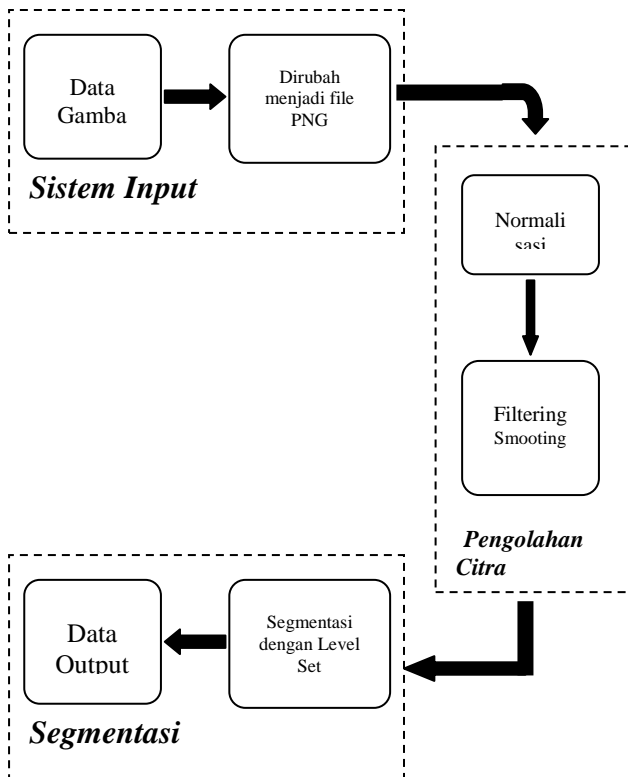 Data
Gamba
Dirubah
menjadi file
PNG
Sistem Input
Normali
sasi
Filtering
Smooting
Pengolahan
Citra
Segmentasi
dengan Level
Set
Data
Output
Segmentasi